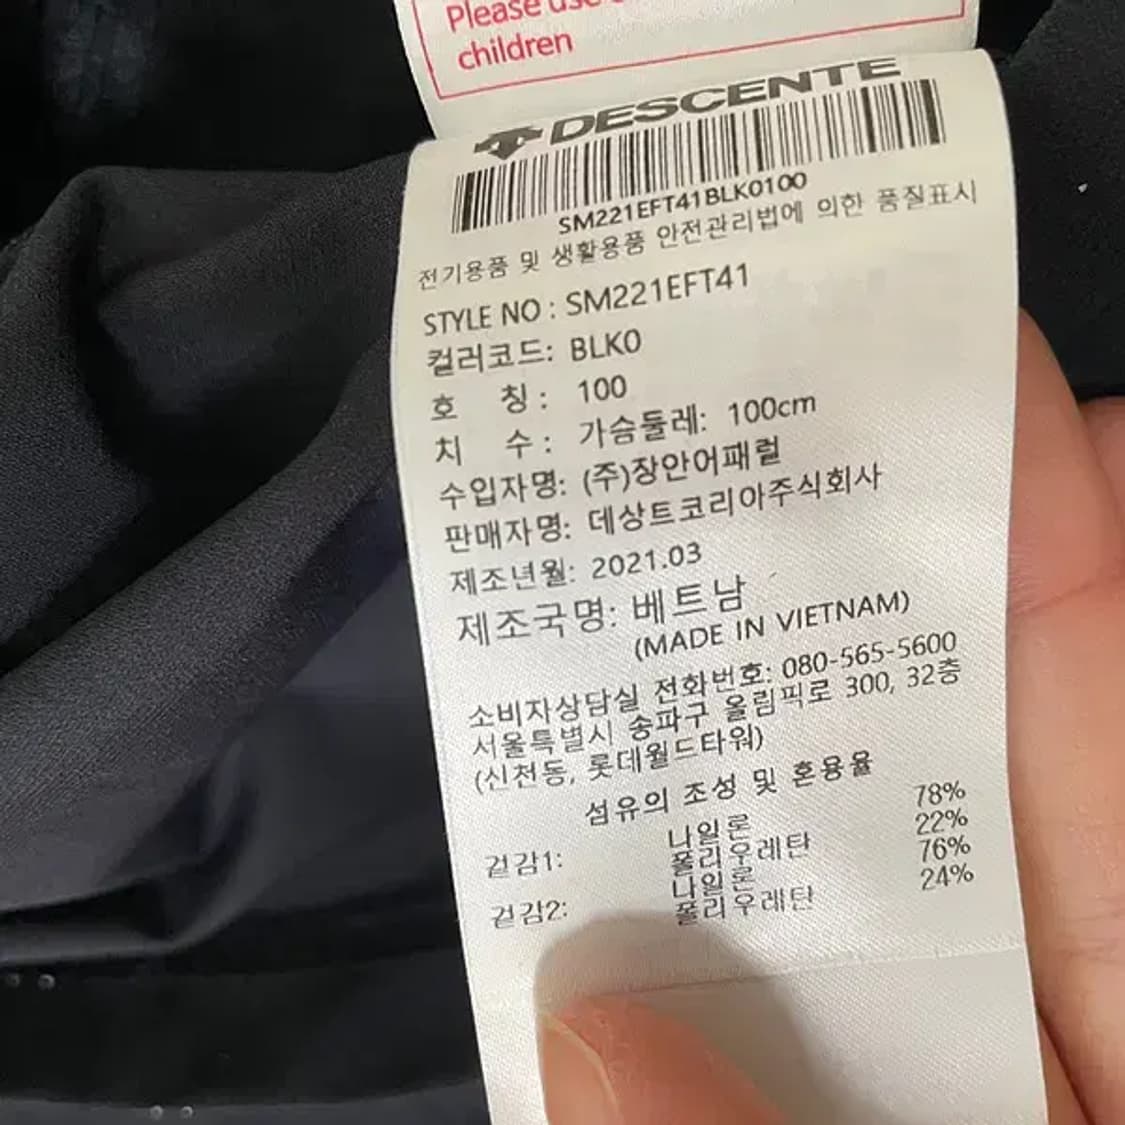 Please use
children
DESCENTE
SM221EFT41BLK0100
전기용품 및 생활용품 안전관리법에 의한 품질표시
STYLE NO : SM221EFT41
컬러코드: BLK0
호 칭 : 100
치 수 : 가슴둘레: 100cm
수입자명: (주)장안어패럴
판매자명: 데상트코리아주식회사
제조년월: 2021.03
제조국명: 베트남
(MADE IN VIETNAM)
소비자상담실 전화번호: 080-565-5600
서울특별시 송파구 올림픽로 300, 32층
(신천동, 롯데월드타워)
섬유의 조성 및 혼용율
겉감1: 나일론 78%
폴리우레탄 22%
겉감2: 나일론 76%
폴리우레탄 24%